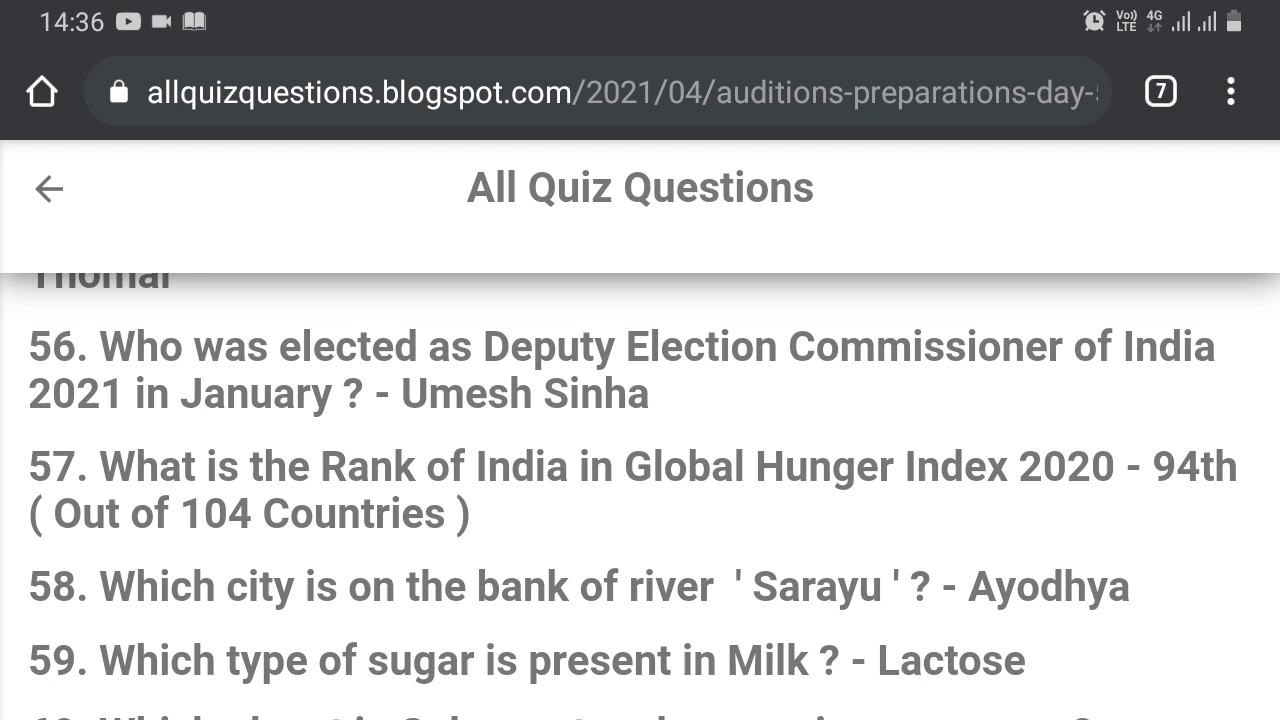 14:36
Vo) 4G
LTE
allquizquestions.blogspot.com/2021/04/auditions-preparations-day-
7
All Quiz Questions
56. Who was elected as Deputy Election Commissioner of India
2021 in January ? - Umesh Sinha
57. What is the Rank of India in Global Hunger Index 2020 - 94th
( Out of 104 Countries )
58. Which city is on the bank of river ' Sarayu ' ? - Ayodhya
59. Which type of sugar is present in Milk ? - Lactose